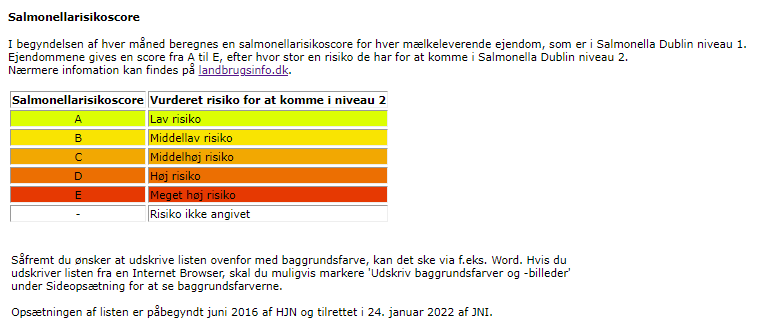 Salmonellarisikoscore
I begyndelsen af hver måned beregnes en salmonellarisikoscore for hver mælkeleverende ejendom, som er i Salmonella Dublin niveau 1.
Ejendommene gives en score fra A til E, efter hvor stor en risiko de har for at komme i Salmonella Dublin niveau 2.
Nærmere infomation kan findes på landbrugsinfo.dk.
Salmonellarisikoscore Vurderet risiko for at komme i niveau 2
A Lav risiko
B Middellav risiko
C Middelhøj risiko
D Høj risiko
E Meget høj risiko
- Risiko ikke angivet
Såfremt du ønsker at udskrive listen ovenfor med baggrundsfarve, kan det ske via f.eks. Word. Hvis du
udskriver listen fra en Internet Browser, skal du muligvis markere 'Udskriv baggrundsfarver og -billeder'
under Sideopsætning for at se baggrundsfarverne.
Opsætningen af listen er påbegyndt juni 2016 af HJN og tilrettet i 24. januar 2022 af JNI.